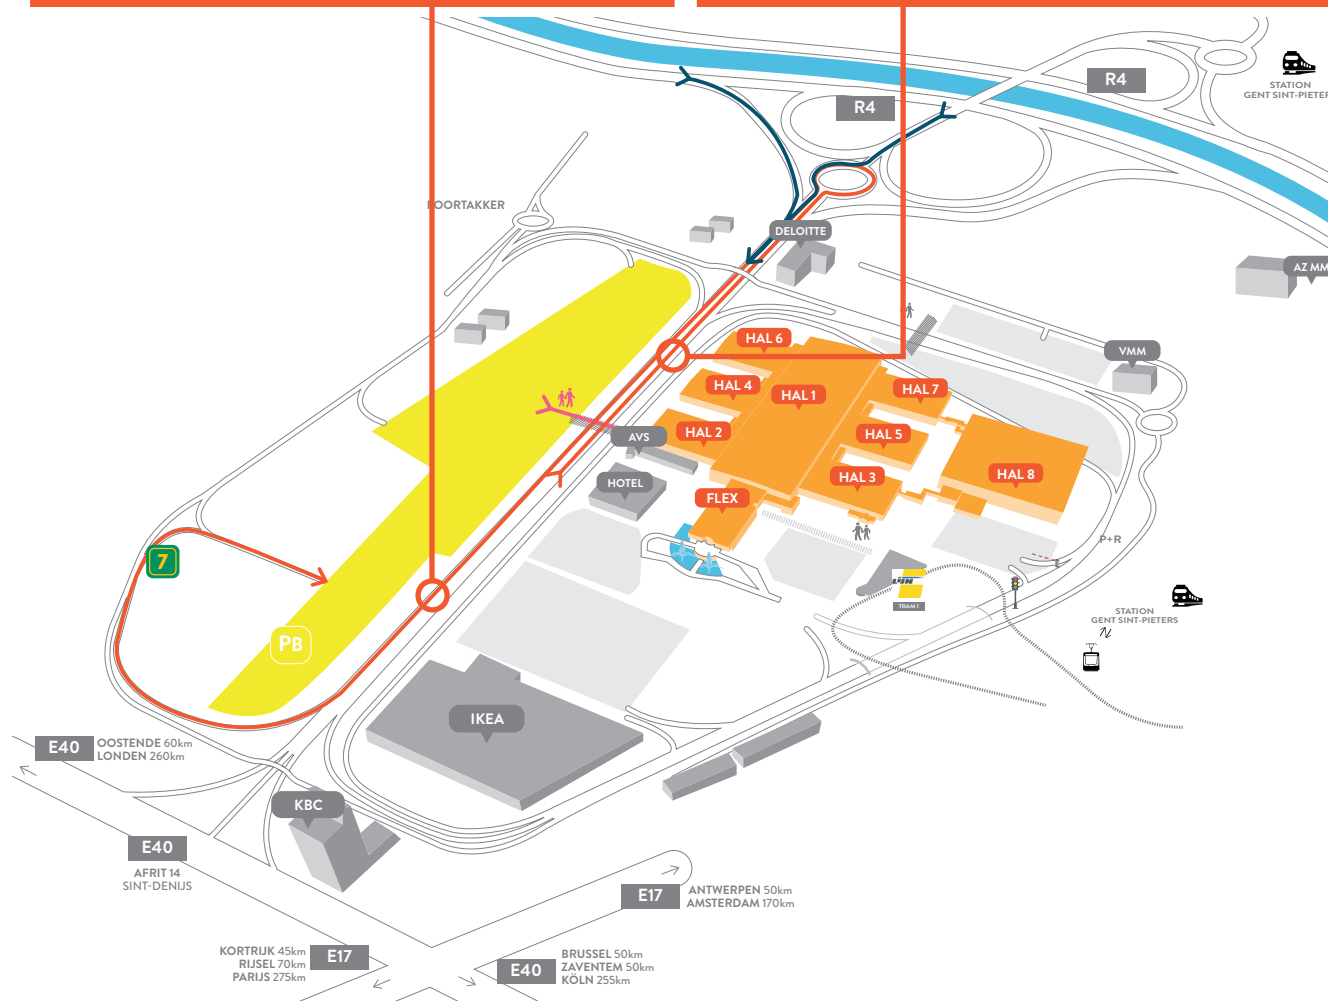 STATION
R4
R4
DELOITTE
HAL 6
VMM
HAL 4
HAL 1
HAL 7
HAL 2
AVS
HAL 5
HOTEL
HAL 3
HAL 8
FLEX
P+R
7
LIJN
TRAM 1
STATION
GENT SINT-PIETERS
PB
IKEA
E40
OOSTENDE 60km
LONDEN 260km
KBC
E40
AFRIT 14
SINT-DENIJS
E17
ANTWERPEN 50km
AMSTERDAM 170km
KORTRIJK 45km
RIJSEL 70km
PARIJS 275km
E17
E40
BRUSSEL 50km
ZAVENTEM 50km
KÖLN 255km
GENT SINT-PIETER
OORTAKKER
AZ MM